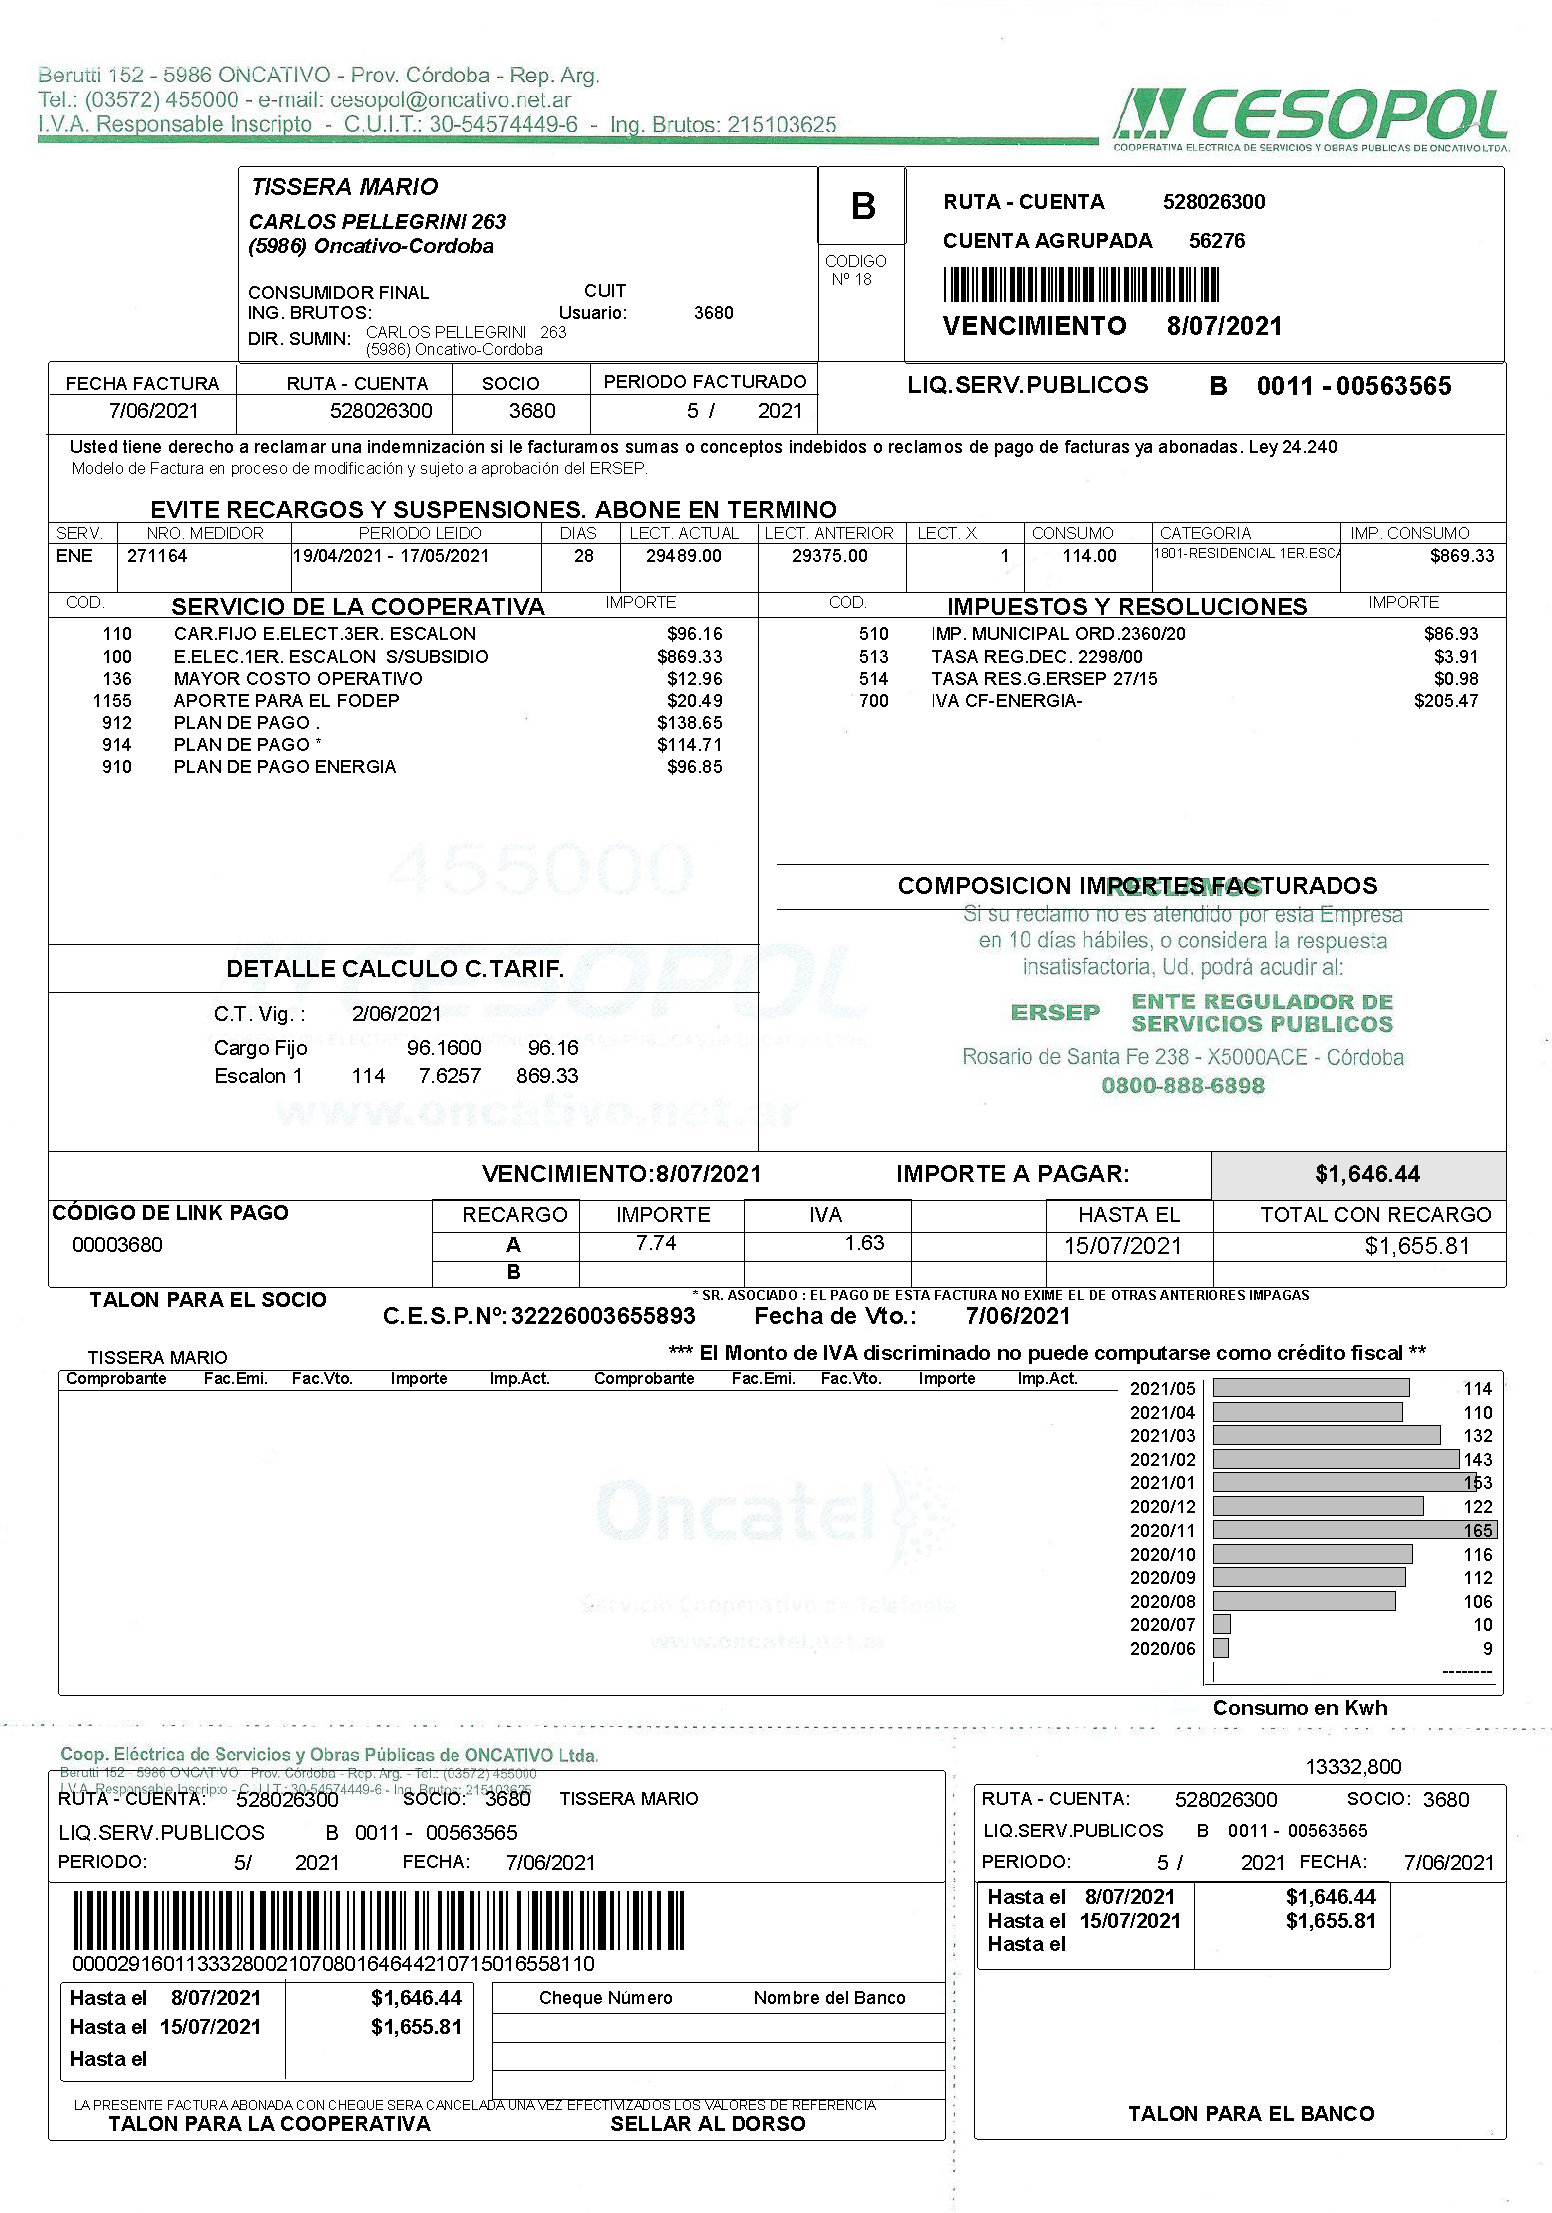 Berutti 152 - 5986 ONCATIVO - Prov. Córdoba - Rep. Arg.
Tel.: (03572) 455000 - e-mail: cesopol@oncativo.net.ar
I.V.A. Responsable Inscripto - C.U.I.T.: 30-54574449-6 - Ing. Brutos: 215103625
CESOPOL
COOPERATIVA ELECTRICA DE SERVICIOS Y OBRAS PUBLICAS DE ONCATIVO LTDA.
TISSERA MARIO
CARLOS PELLEGRINI 263
(5986) Oncativo-Cordoba
CONSUMIDOR FINAL CUIT
ING. BRUTOS: Usuario: 3680
DIR. SUMIN: CARLOS PELLEGRINI 263
(5986) Oncativo-Cordoba
B
CODIGO
Nº 18
RUTA - CUENTA 528026300
CUENTA AGRUPADA 56276
VENCIMIENTO 8/07/2021
FECHA FACTURA RUTA - CUENTA SOCIO PERIODO FACTURADO
7/06/2021 528026300 3680 5 / 2021
LIQ.SERV.PUBLICOS B 0011 - 00563565
Usted tiene derecho a reclamar una indemnización si le facturamos sumas o conceptos indebidos o reclamos de pago de facturas ya abonadas. Ley 24.240
Modelo de Factura en proceso de modificación y sujeto a aprobación del ERSEP.
EVITE RECARGOS Y SUSPENSIONES. ABONE EN TERMINO
SERV. NRO. MEDIDOR PERIODO LEIDO DIAS LECT. ACTUAL LECT. ANTERIOR LECT. X CONSUMO CATEGORIA IMP. CONSUMO
ENE 271164 19/04/2021 - 17/05/2021 28 29489.00 29375.00 1 114.00 1801-RESIDENCIAL 1ER.ESCA $869.33
COD. SERVICIO DE LA COOPERATIVA IMPORTE
110 CAR.FIJO E.ELECT.3ER. ESCALON $96.16
100 E.ELEC.1ER. ESCALON S/SUBSIDIO $869.33
136 MAYOR COSTO OPERATIVO $12.96
1155 APORTE PARA EL FODEP $20.49
912 PLAN DE PAGO . $138.65
914 PLAN DE PAGO * $114.71
910 PLAN DE PAGO ENERGIA $96.85
COD. IMPUESTOS Y RESOLUCIONES IMPORTE
510 IMP. MUNICIPAL ORD.2360/20 $86.93
513 TASA REG.DEC. 2298/00 $3.91
514 TASA RES.G.ERSEP 27/15 $0.98
700 IVA CF-ENERGIA- $205.47
455000
CESOPOL
www.oncativo.net.ar
DETALLE CALCULO C.TARIF.
C.T. Vig. : 2/06/2021
Cargo Fijo 96.1600 96.16
Escalon 1 114 7.6257 869.33
COMPOSICION IMPORTES FACTURADOS
RECLAMOS
Si su reclamo no es atendido por esta Empresa
en 10 días hábiles, o considera la respuesta
insatisfactoria, Ud. podrá acudir al:
ERSEP ENTE REGULADOR DE
SERVICIOS PUBLICOS
Rosario de Santa Fe 238 - X5000ACE - Córdoba
0800-888-6898
VENCIMIENTO:8/07/2021 IMPORTE A PAGAR: $1,646.44
CÓDIGO DE LINK PAGO
00003680
RECARGO IMPORTE IVA HASTA EL TOTAL CON RECARGO
A 7.74 1.63 15/07/2021 $1,655.81
B
TALON PARA EL SOCIO
* SR. ASOCIADO : EL PAGO DE ESTA FACTURA NO EXIME EL DE OTRAS ANTERIORES IMPAGAS
C.E.S.P.Nº: 32226003655893 Fecha de Vto.: 7/06/2021
TISSERA MARIO
*** El Monto de IVA discriminado no puede computarse como crédito fiscal **
Comprobante Fac.Emi. Fac.Vto. Importe Imp.Act. Comprobante Fac.Emi. Fac.Vto. Importe Imp.Act.
2021/05 114
2021/04 110
2021/03 132
2021/02 143
2021/01 153
2020/12 122
2020/11 165
2020/10 116
2020/09 112
2020/08 106
2020/07 10
2020/06 9
--------
Consumo en Kwh
Oncatel
Servicio Cooperativo de Telefonía
www.oncatel.net.ar
Coop. Eléctrica de Servicios y Obras Públicas de ONCATIVO Ltda.
Berutti 152 - 5986 ONCATIVO - Prov. Córdoba - Rep. Arg. - Tel.: (03572) 455000
I.V.A. Responsable Inscripto - C.U.I.T.: 30-54574449-6 - Ing. Brutos: 215103625
RUTA - CUENTA: 528026300 SOCIO: 3680 TISSERA MARIO
LIQ.SERV.PUBLICOS B 0011 - 00563565
PERIODO: 5/ 2021 FECHA: 7/06/2021
0000291601133328002107080164644210715016558110
Hasta el 8/07/2021 $1,646.44
Hasta el 15/07/2021 $1,655.81
Hasta el
Cheque Número Nombre del Banco
LA PRESENTE FACTURA ABONADA CON CHEQUE SERA CANCELADA UNA VEZ EFECTIVIZADOS LOS VALORES DE REFERENCIA
TALON PARA LA COOPERATIVA SELLAR AL DORSO
13332,800
RUTA - CUENTA: 528026300 SOCIO: 3680
LIQ.SERV.PUBLICOS B 0011 - 00563565
PERIODO: 5 / 2021 FECHA: 7/06/2021
Hasta el 8/07/2021 $1,646.44
Hasta el 15/07/2021 $1,655.81
Hasta el
TALON PARA EL BANCO